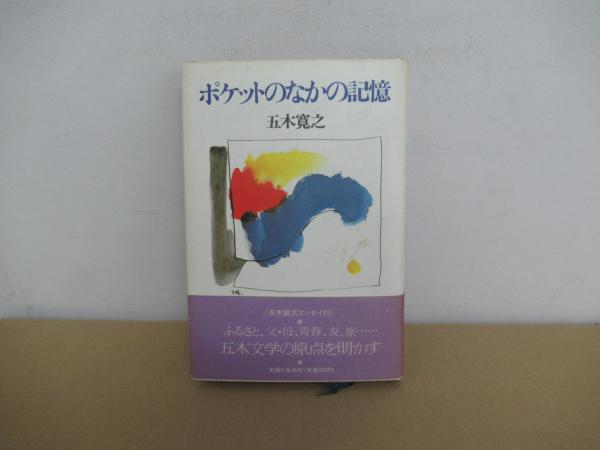 ポケットのなかの記憶
五木寛之
五木寛之エッセイ
ふるさと、父・母、青春、友、旅……
五木文学の原点を明かす